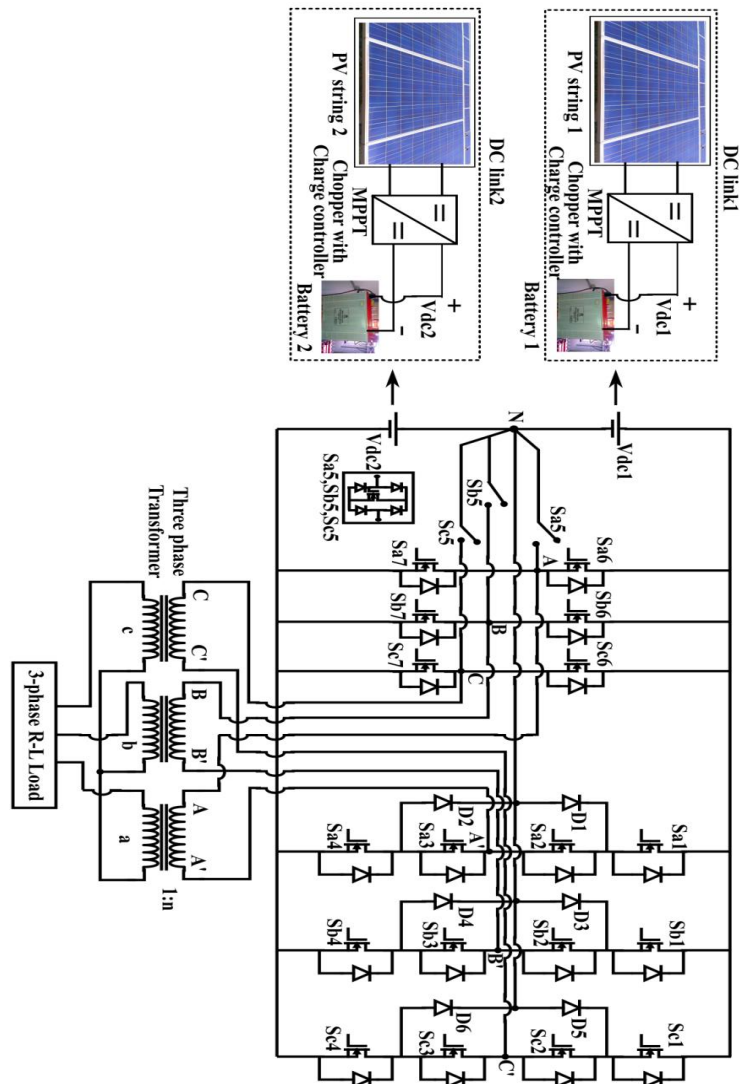 DC link1
PV string 1
MPPT
Chopper with
Charge controller
+
Vdc1
-
Battery 1
DC link2
PV string 2
MPPT
Chopper with
Charge controller
+
Vdc2
-
Battery 2
Vdc1
N
Vdc2
Sa5
Sb5
Sc5
Sa5,Sb5,Sc5
A
Sa6
Sa7
Sb6
B
Sb7
Sc6
C
Sc7
Sa1
D1
Sa2
A'
D2
Sa3
Sa4
Sb1
D3
Sb2
B'
D4
Sb3
Sb4
Sc1
D5
Sc2
C'
D6
Sc3
Sc4
Three phase
Transformer
C
C'
c
B
B'
b
A
A'
a
1:n
3-phase R-L Load